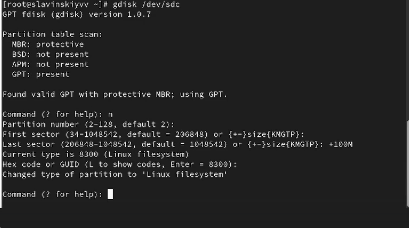 [root@slavinskiyvv ~]# gdisk /dev/sdc
GPT fdisk (gdisk) version 1.0.7

Partition table scan:
  MBR: protective
  BSD: not present
  APM: not present
  GPT: present

Found valid GPT with protective MBR; using GPT.

Command (? for help): n
Partition number (2-128, default 2):
First sector (34-1048542, default = 206848) or {+-}size{KMGTP}:
Last sector (206848-1048542, default = 1048542) or {+-}size{KMGTP}: +100M
Current type is 8300 (Linux filesystem)
Hex code or GUID (L to show codes, Enter = 8300):
Changed type of partition to 'Linux filesystem'

Command (? for help):